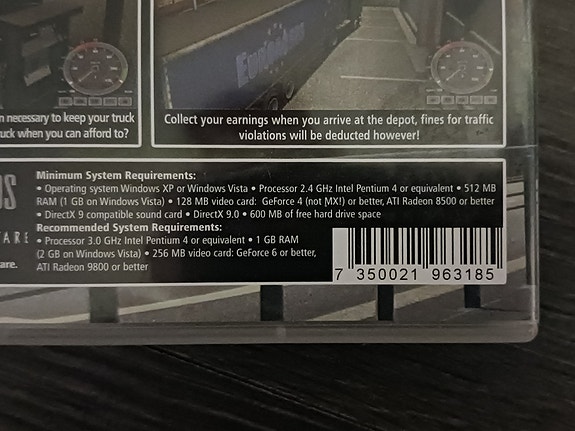 n necessary to keep your truck
uck when you can afford to?
Collect your earnings when you arrive at the depot, fines for traffic
violations will be deducted however!
Minimum System Requirements:
• Operating system Windows XP or Windows Vista • Processor 2.4 GHz Intel Pentium 4 or equivalent • 512 MB
RAM (1 GB on Windows Vista) • 128 MB video card: GeForce 4 (not MX!) or better, ATI Radeon 8500 or better
• DirectX 9 compatible sound card • DirectX 9.0 • 600 MB of free hard drive space
Recommended System Requirements:
• Processor 3.0 GHz Intel Pentium 4 or equivalent • 1 GB RAM
(2 GB on Windows Vista) • 256 MB video card: GeForce 6 or better,
ATI Radeon 9800 or better
WARE
are.
7 350021 963185